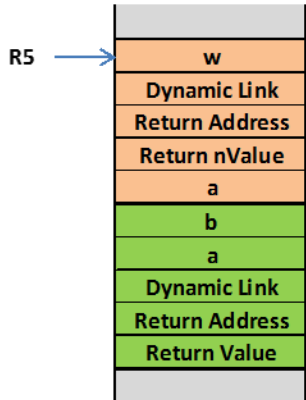 R5
w
Dynamic Link
Return Address
Return nValue
a
b
a
Dynamic Link
Return Address
Return Value